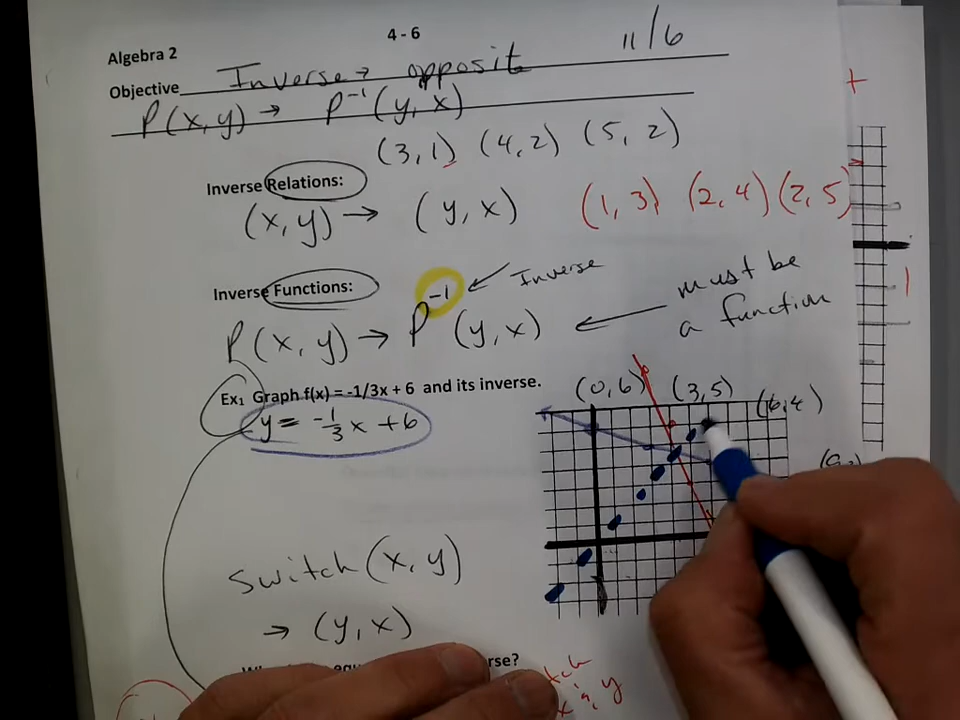 4 - 6
11/6
Algebra 2
Objective Inverse → opposit
P(x,y) → P⁻¹(y,x)
(3,1) (4,2) (5,2)
Inverse Relations:
(x,y) → (y,x) (1,3) (2,4) (2,5)
Inverse Functions:
-1 ← Inverse
P(x,y) → P (y,x) ← must be
a function
Ex1 Graph f(x) = -1/3x + 6 and its inverse.
(0,6) (3,5) (6,4)
y = -1/3 x + 6
switch (x,y)
→ (y,x)